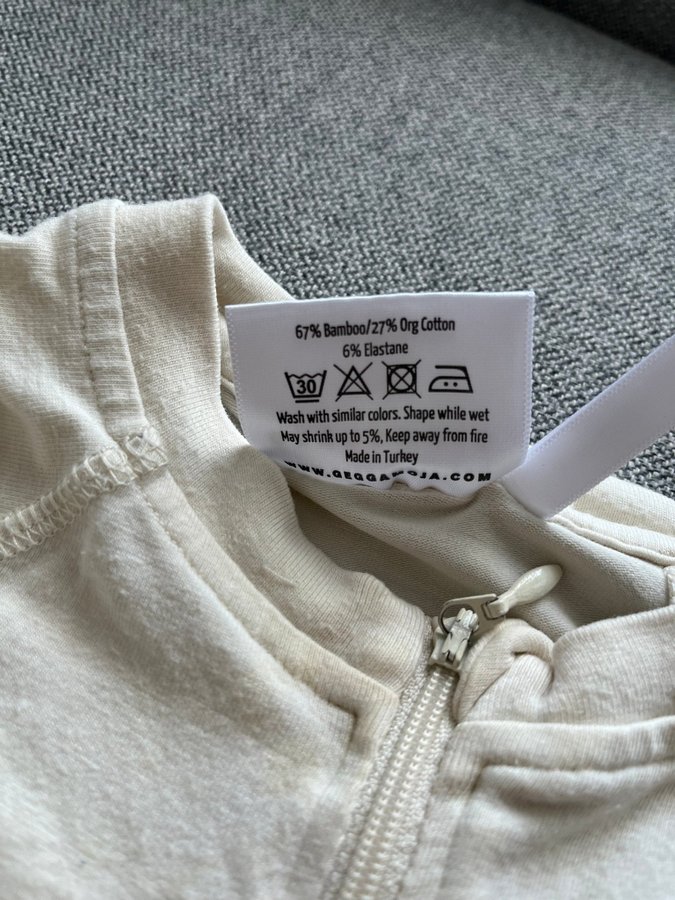 67% Bamboo/27% Org Cotton
6% Elastane
30
Wash with similar colors. Shape while wet
May shrink up to 5%, Keep away from fire
Made in Turkey
WWW.GEGGAMOJA.COM